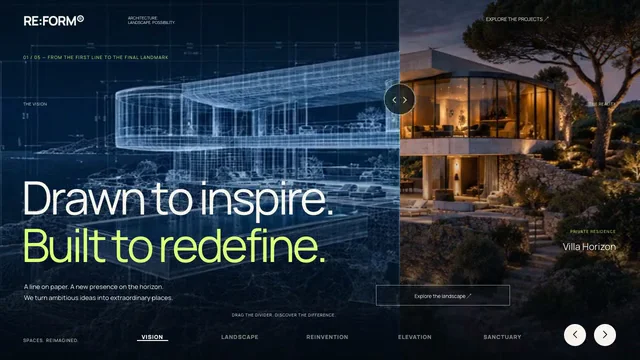 RE:FORM®
ARCHITECTURE.
LANDSCAPE. POSSIBILITY.
EXPLORE THE PROJECTS ↗
01 / 05 — FROM THE FIRST LINE TO THE FINAL LANDMARK
THE VISION
Drawn to inspire.
Built to redefine.
PRIVATE RESIDENCE
Villa Horizon
A line on paper. A new presence on the horizon.
We turn ambitious ideas into extraordinary places.
Explore the landscape ↗
DRAG THE DIVIDER. DISCOVER THE DIFFERENCE.
SPACES. REIMAGINED.
VISION
LANDSCAPE
REINVENTION
ELEVATION
SANCTUARY